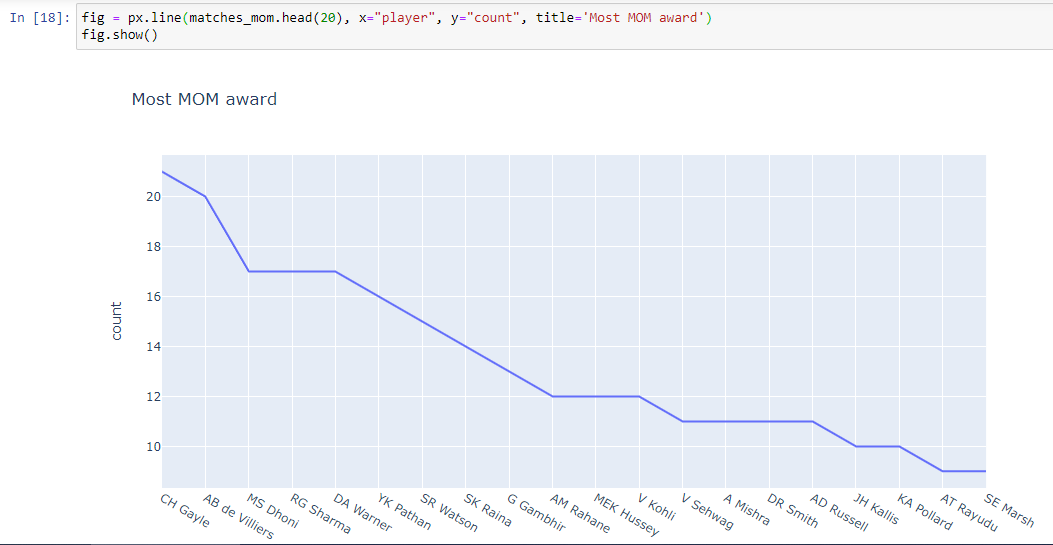 In [18]: fig = px.line(matches_mom.head(20), x="player", y="count", title='Most MOM award')
fig.show()
Most MOM award
20
18
16
14
12
10
count
CH Gayle
AB de Villiers
MS Dhoni
RG Sharma
DA Warner
YK Pathan
SR Watson
SK Raina
G Gambhir
AM Rahane
MEK Hussey
V Kohli
V Sehwag
A Mishra
DR Smith
AD Russell
JH Kallis
KA Pollard
AT Rayudu
SE Marsh